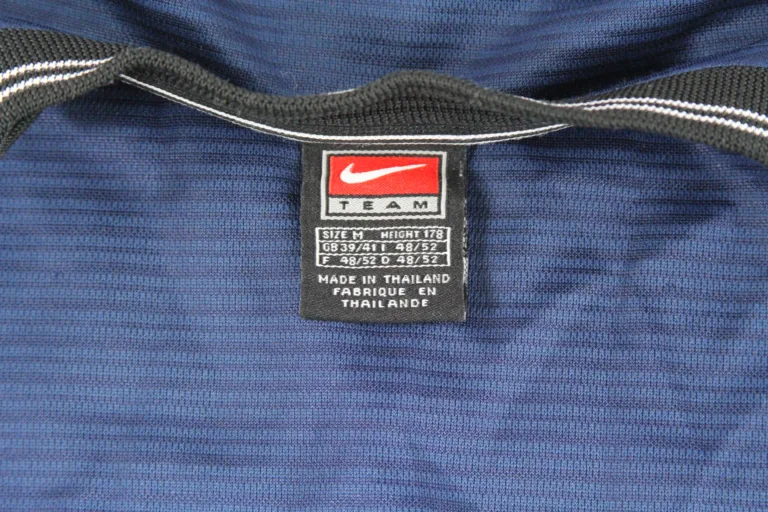 TEAM
SIZE M HEIGHT 178
GB 39/41 I 48/52
F 48/52 D 48/52
MADE IN THAILAND
FABRIQUE EN
THAILANDE